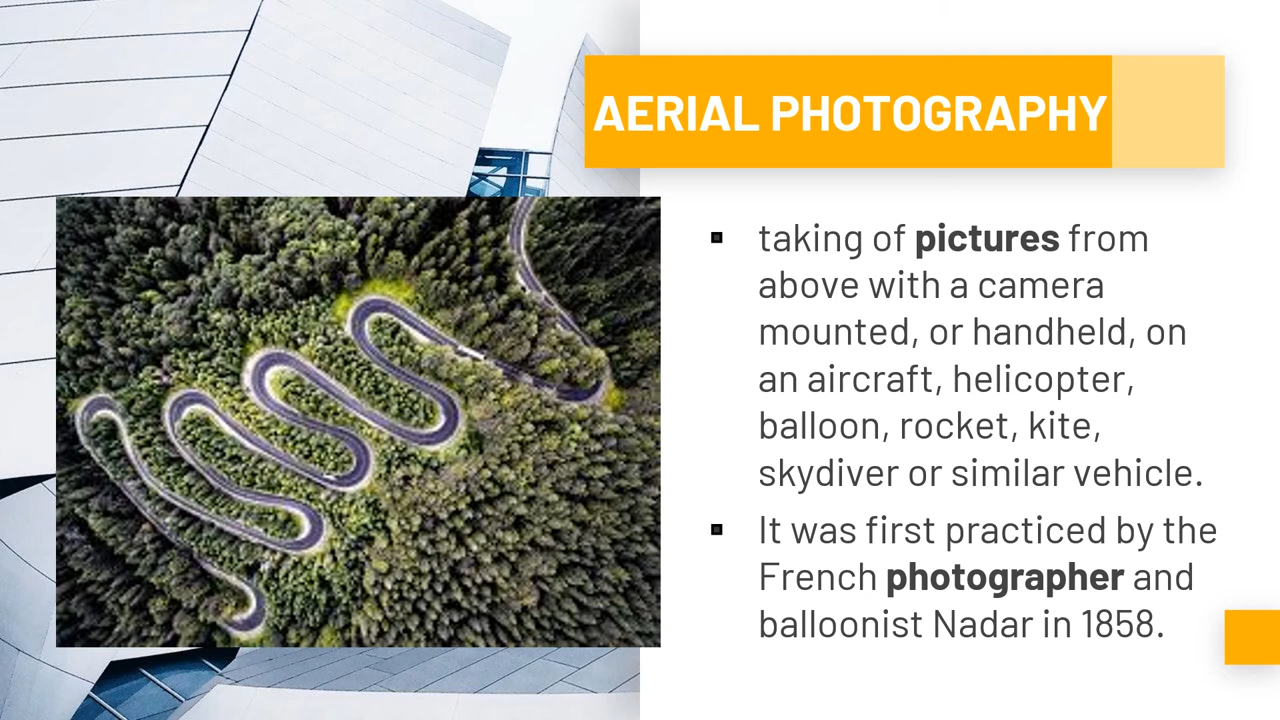 AERIAL PHOTOGRAPHY
taking of pictures from
above with a camera
mounted, or handheld, on
an aircraft, helicopter,
balloon, rocket, kite,
skydiver or similar vehicle.
It was first practiced by the
French photographer and
balloonist Nadar in 1858.